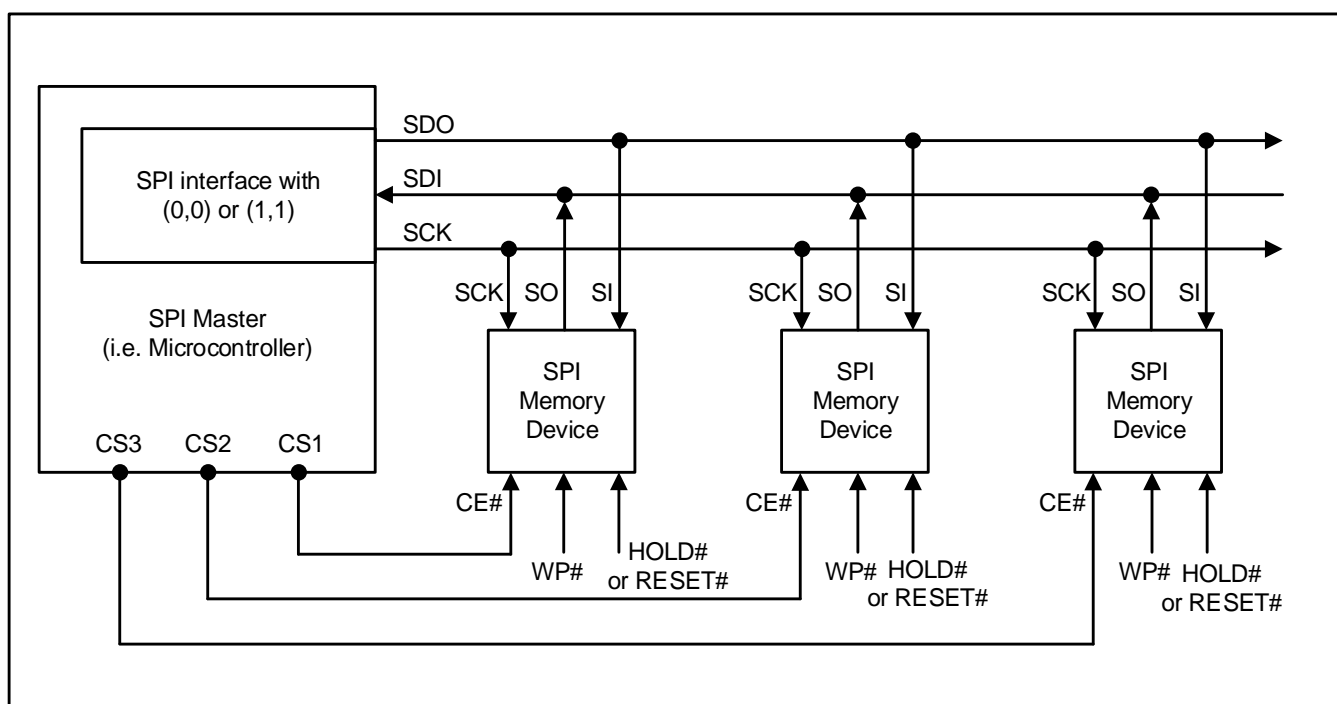 SDO
SPI interface with
(0,0) or (1,1)
SDI
SCK
SPI Master
(i.e. Microcontroller)
SCK SO SI
SCK SO SI
SCK SO SI
SPI
Memory
Device
SPI
Memory
Device
SPI
Memory
Device
CS3 CS2 CS1
CE#
WP#
HOLD#
or RESET#
CE#
WP#
HOLD#
or RESET#
CE#
WP#
HOLD#
or RESET#